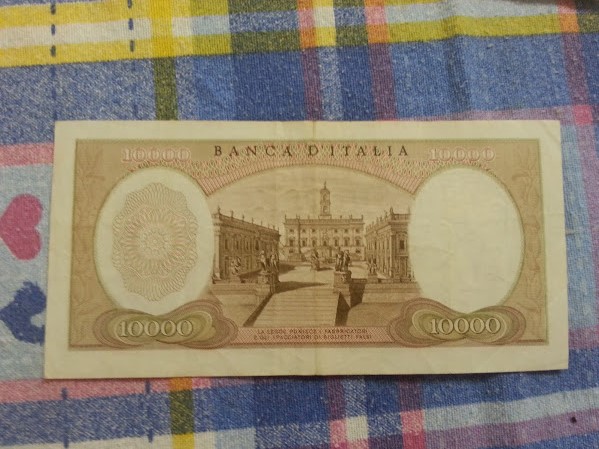 10000 BANCA D'ITALIA 10000
10000 10000
LA LEGGE PUNISCE I FABBRICATORI
E GLI SPACCIATORI DI BIGLIETTI FALSI